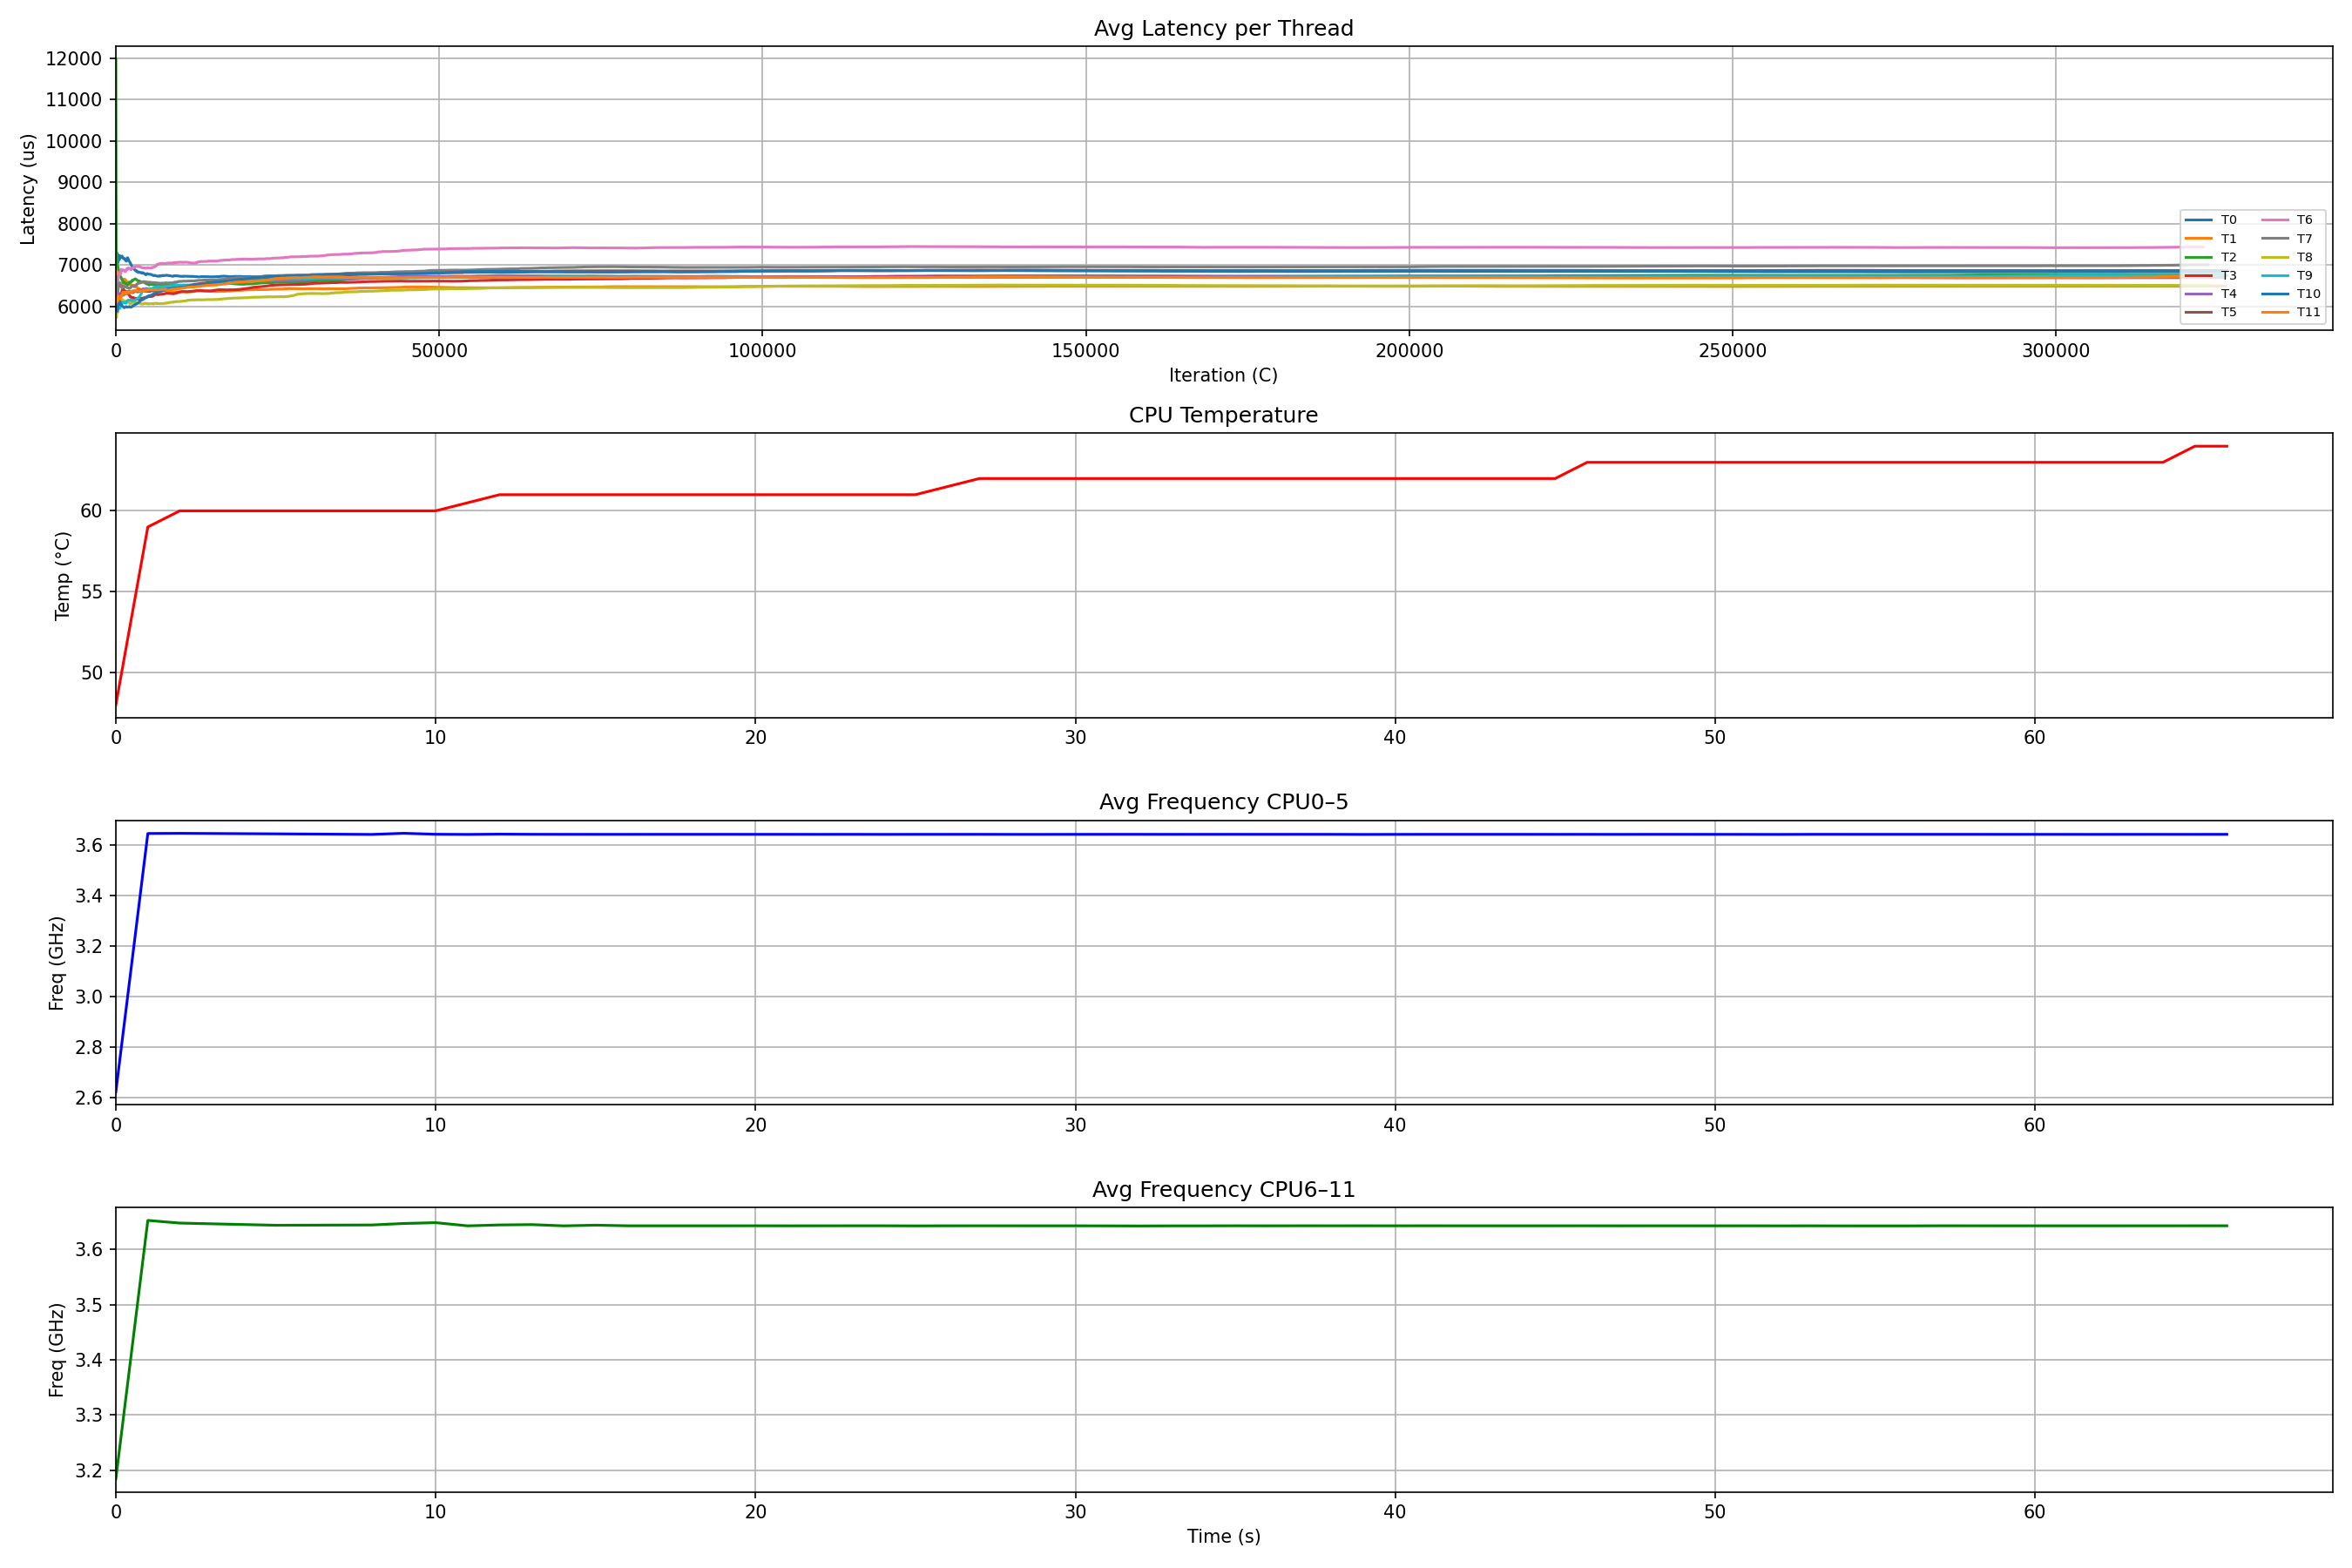 Avg Latency per Thread
Latency (us)
12000
11000
10000
9000
8000
7000
6000
T0 T6
T1 T7
T2 T8
T3 T9
T4 T10
T5 T11
0 50000 100000 150000 200000 250000 300000
Iteration (C)
CPU Temperature
Temp (°C)
60
55
50
0 10 20 30 40 50 60
Avg Frequency CPU0–5
Freq (GHz)
3.6
3.4
3.2
3.0
2.8
2.6
0 10 20 30 40 50 60
Avg Frequency CPU6–11
Freq (GHz)
3.6
3.5
3.4
3.3
3.2
0 10 20 30 40 50 60
Time (s)